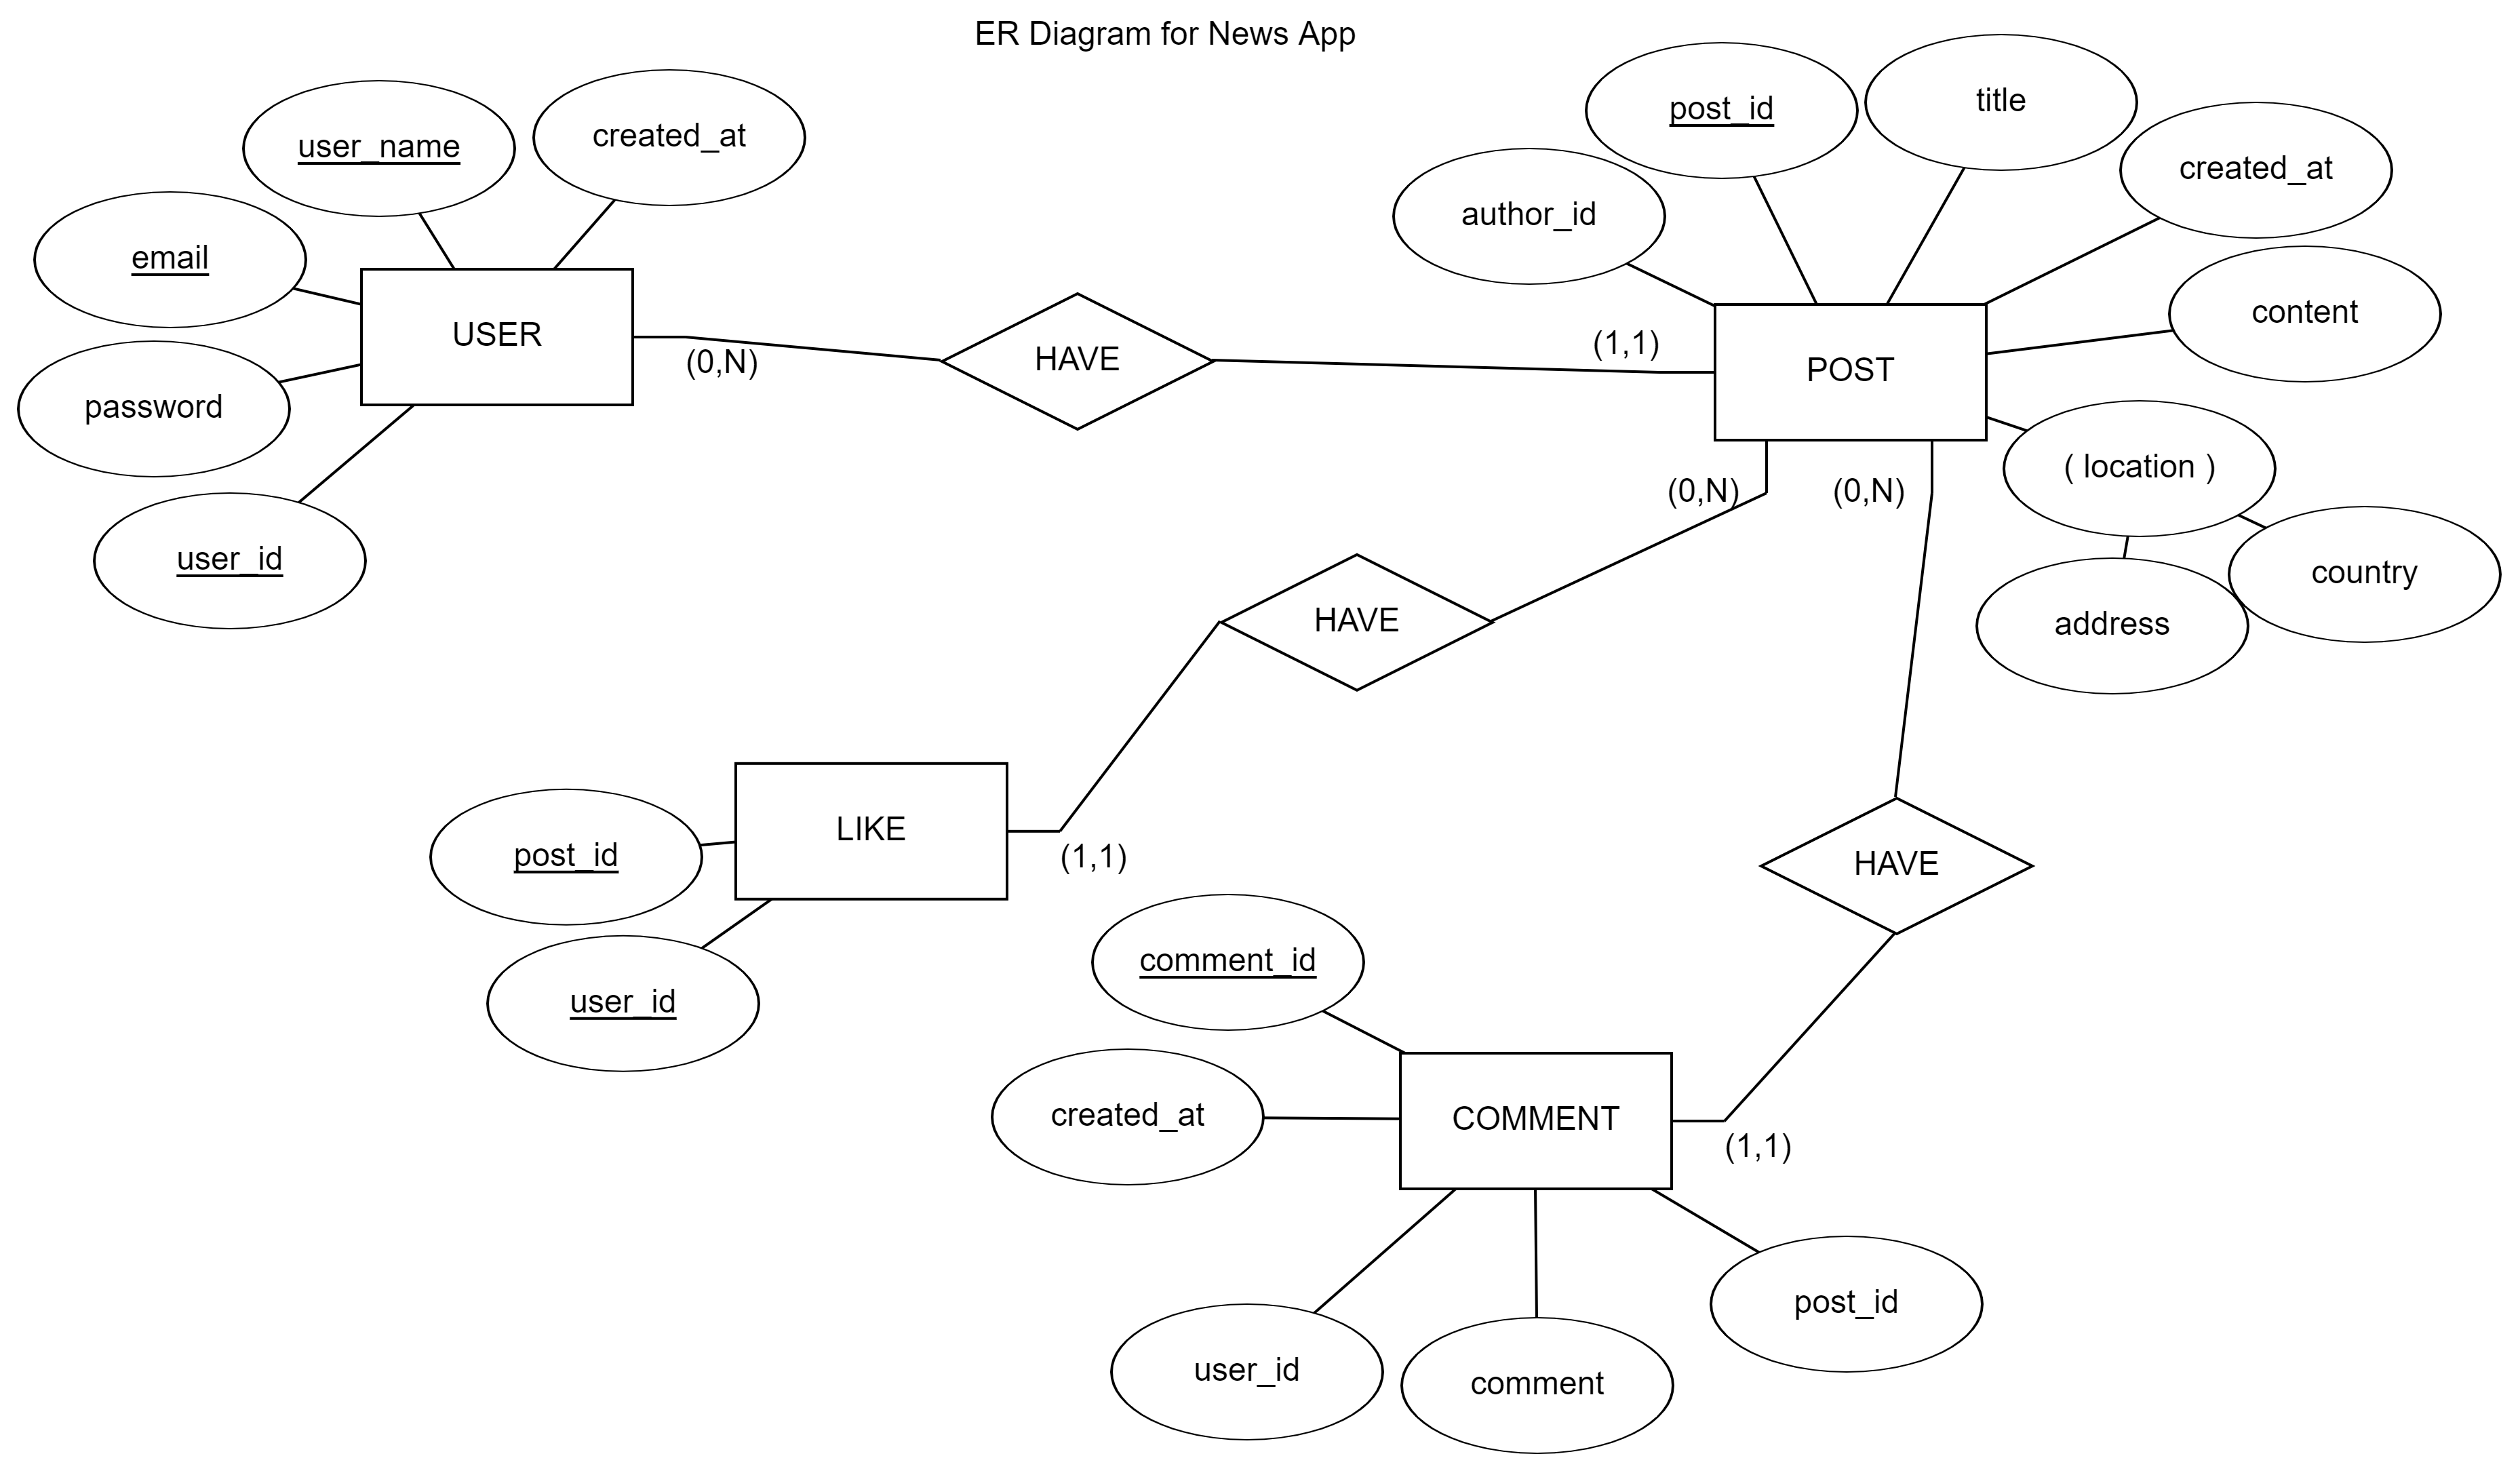 ER Diagram for News App
user_name
created_at
email
USER
password
user_id
(0,N)
HAVE
(1,1)
post_id
title
author_id
created_at
content
POST
( location )
country
address
(0,N)
(0,N)
HAVE
LIKE
post_id
user_id
(1,1)
HAVE
comment_id
created_at
COMMENT
(1,1)
user_id
comment
post_id